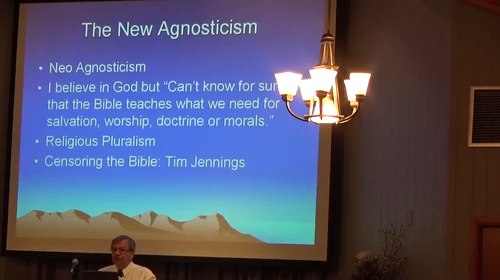 The New Agnosticism
• Neo Agnosticism
• I believe in God but “Can't know for sur
that the Bible teaches what we need for
salvation, worship, doctrine or morals.”
• Religious Pluralism
• Censoring the Bible: Tim Jennings